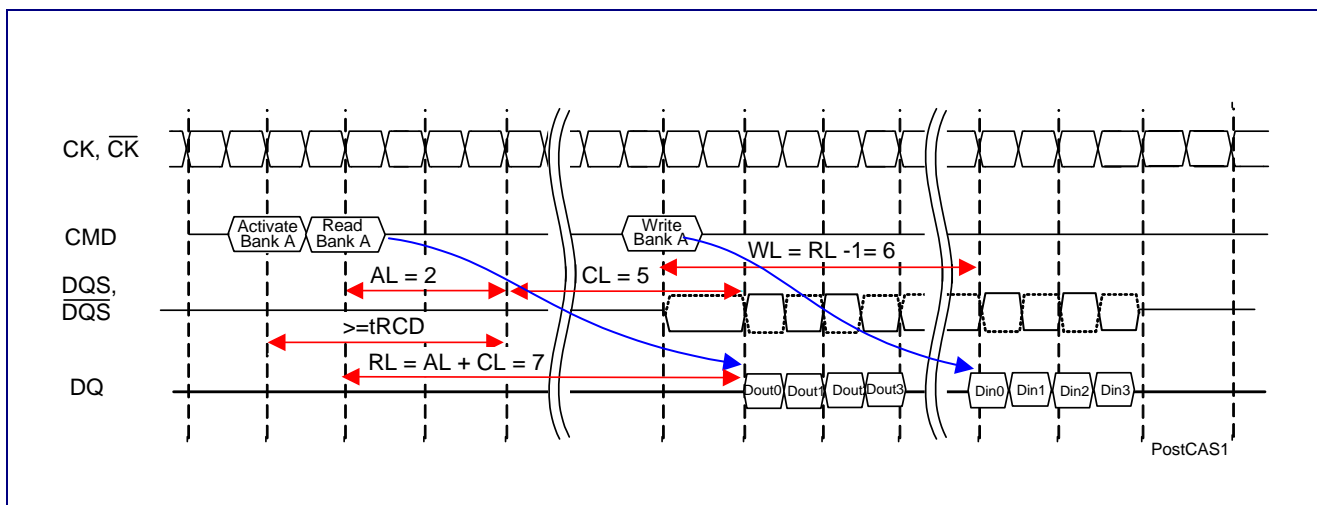 CK, CK
CMD
Activate
Bank A
Read
Bank A
Write
Bank A
WL = RL -1= 6
AL = 2
CL = 5
DQS,
DQS
>=tRCD
RL = AL + CL = 7
DQ
Dout0
Dout1
Dout
Dout3
Din0
Din1
Din2
Din3
PostCAS1